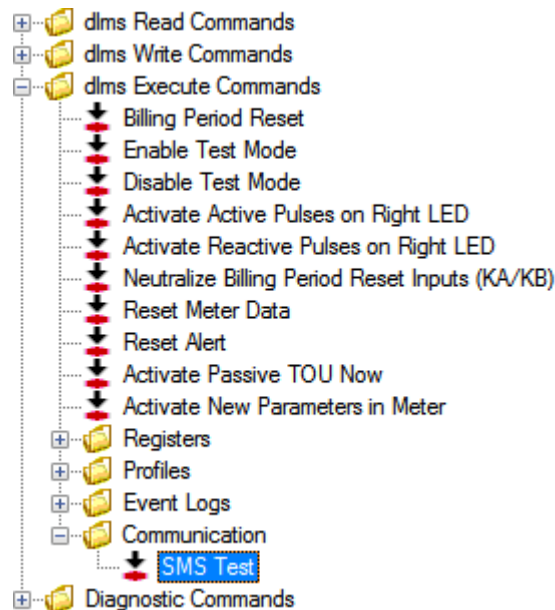 dlms Read Commands
dlms Write Commands
dlms Execute Commands
Billing Period Reset
Enable Test Mode
Disable Test Mode
Activate Active Pulses on Right LED
Activate Reactive Pulses on Right LED
Neutralize Billing Period Reset Inputs (KA/KB)
Reset Meter Data
Reset Alert
Activate Passive TOU Now
Activate New Parameters in Meter
Registers
Profiles
Event Logs
Communication
SMS Test
Diagnostic Commands